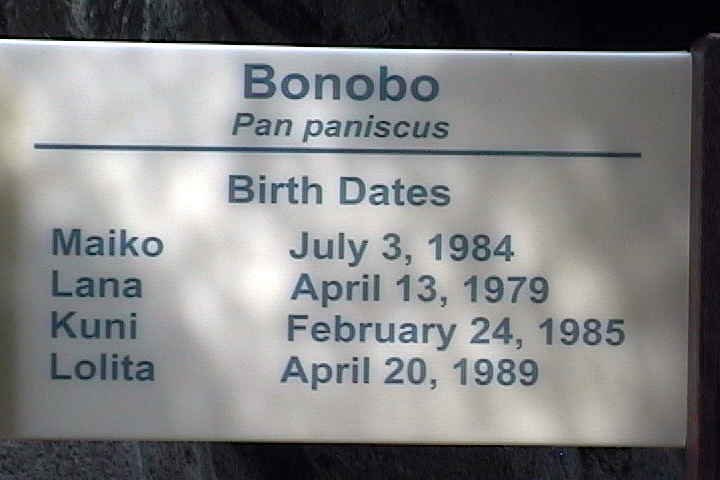 Bonobo
Pan paniscus
Birth Dates
Maiko July 3, 1984
Lana April 13, 1979
Kuni February 24, 1985
Lolita April 20, 1989